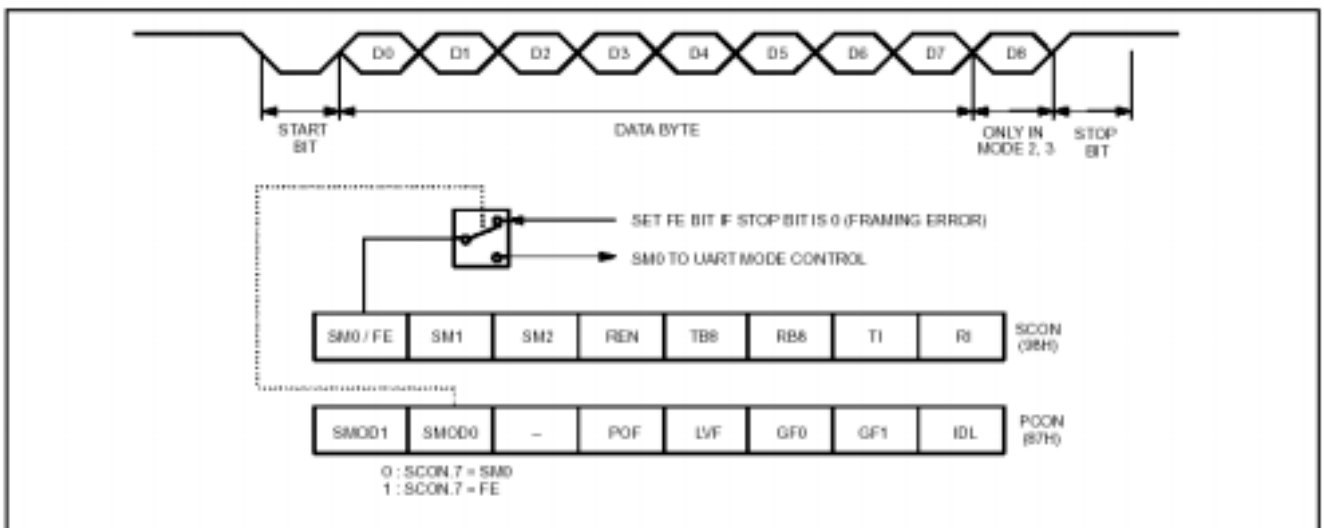 D0 D1 D2 D3 D4 D5 D6 D7 D8
START
BIT
DATA BYTE
ONLY IN
MODE 2, 3
STOP
BIT
SET FE BIT IF STOP BIT IS 0 (FRAMING ERROR)
SM0 TO UART MODE CONTROL
SM0 / FE SM1 SM2 REN TB8 RB8 TI RI
SCON
(98H)
SMOD1 SMOD0 – POF LVF GF0 GF1 IDL
PCON
(87H)
0 : SCON.7 = SM0
1 : SCON.7 = FE